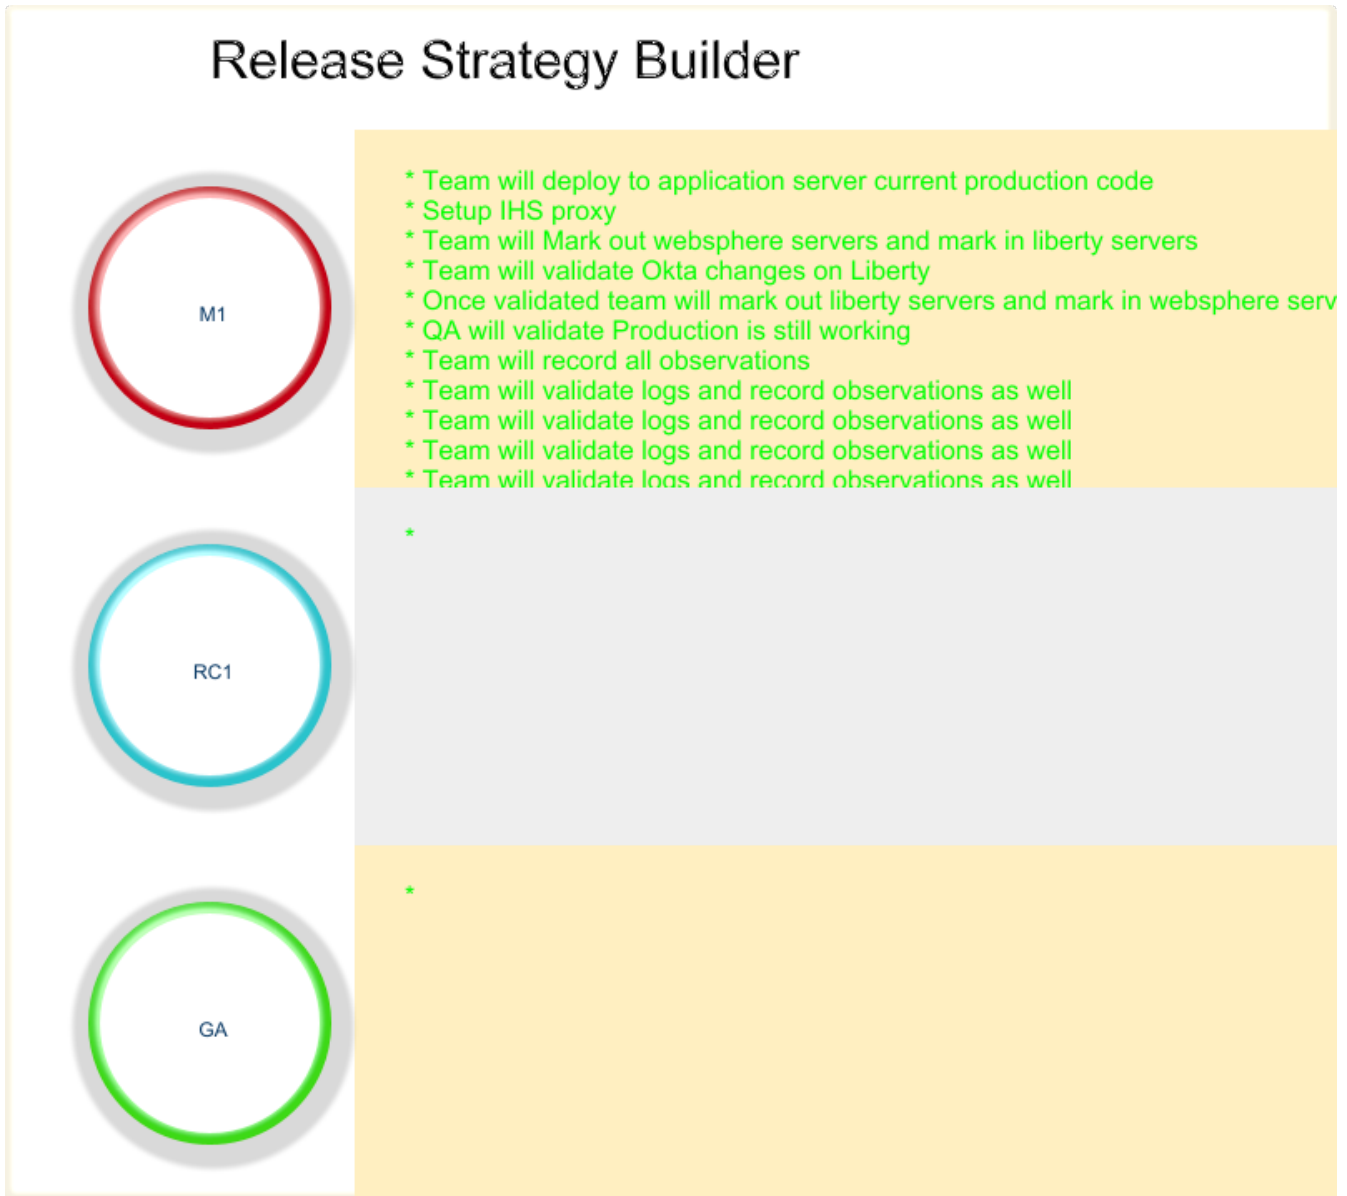 Release Strategy Builder
M1
* Team will deploy to application server current production code
* Setup IHS proxy
* Team will Mark out websphere servers and mark in liberty servers
* Team will validate Okta changes on Liberty
* Once validated team will mark out liberty servers and mark in websphere serv
* QA will validate Production is still working
* Team will record all observations
* Team will validate logs and record observations as well
* Team will validate logs and record observations as well
* Team will validate logs and record observations as well
* Team will validate logs and record observations as well
RC1
*
GA
*